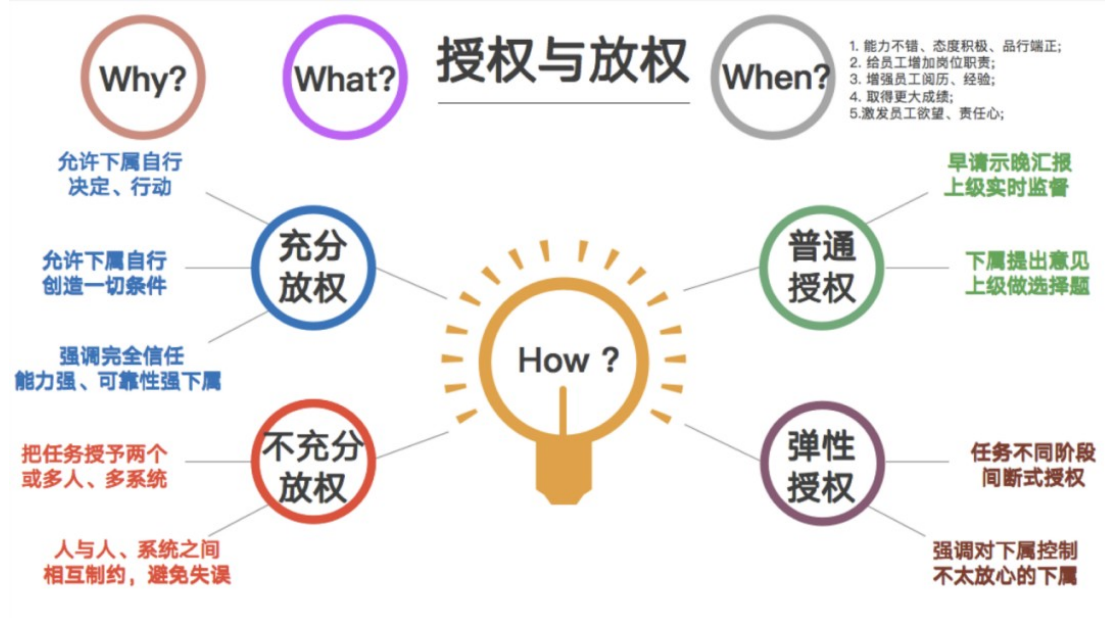 Why?
What?
授权与放权
When?
1. 能力不错、态度积极、品行端正;
2. 给员工增加岗位职责;
3. 增强员工阅历、经验;
4. 取得更大成绩;
5.激发员工欲望、责任心;
允许下属自行
决定、行动
允许下属自行
创造一切条件
强调完全信任
能力强、可靠性强下属
充分
放权
把任务授予两个
或多人、多系统
人与人、系统之间
相互制约，避免失误
不充分
放权
How ?
普通
授权
早请示晚汇报
上级实时监督
下属提出意见
上级做选择题
弹性
授权
任务不同阶段
间断式授权
强调对下属控制
不太放心的下属